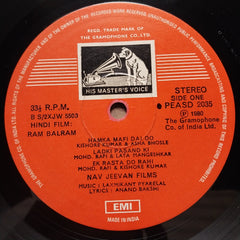 REGD. TRADE MARK OF
THE GRAMOPHONE CO. LTD.
HIS MASTER'S VOICE
33⅓ R.P.M.
B S/2XJW 5503
HINDI FILM:
RAM BALRAM
STEREO
SIDE ONE
PEASD 2035
℗ 1980
Gramophone
Co. of India Ltd.
HAMKA MAFI DAI DO
KISHORE KUMAR & ASHA BHOSLE
LADKI PASAND KI
MOHD. RAFI & LATA MANGESHKAR
EK RASTA DO RAHI
MOHD. RAFI & KISHORE KUMAR
NAV JEEVAN FILMS
MUSIC : LAXMIKANT PYARELAL
LYRICS : ANAND BAKSHI
EMI
MADE IN INDIA